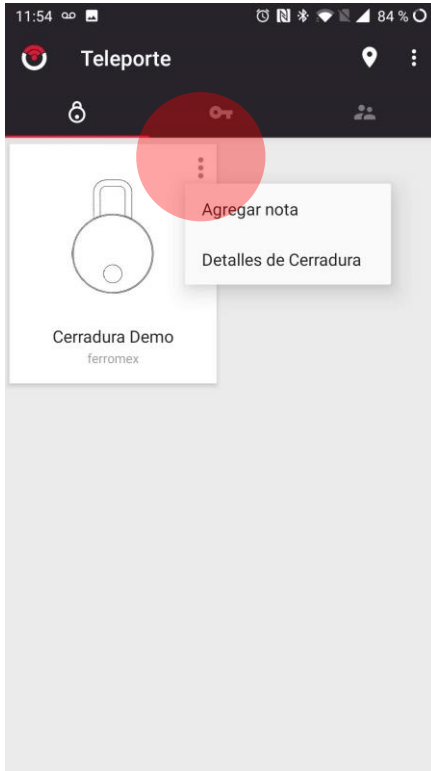 11:54 84 %
Teleporte
Agregar nota
Detalles de Cerradura
Cerradura Demo
ferromex